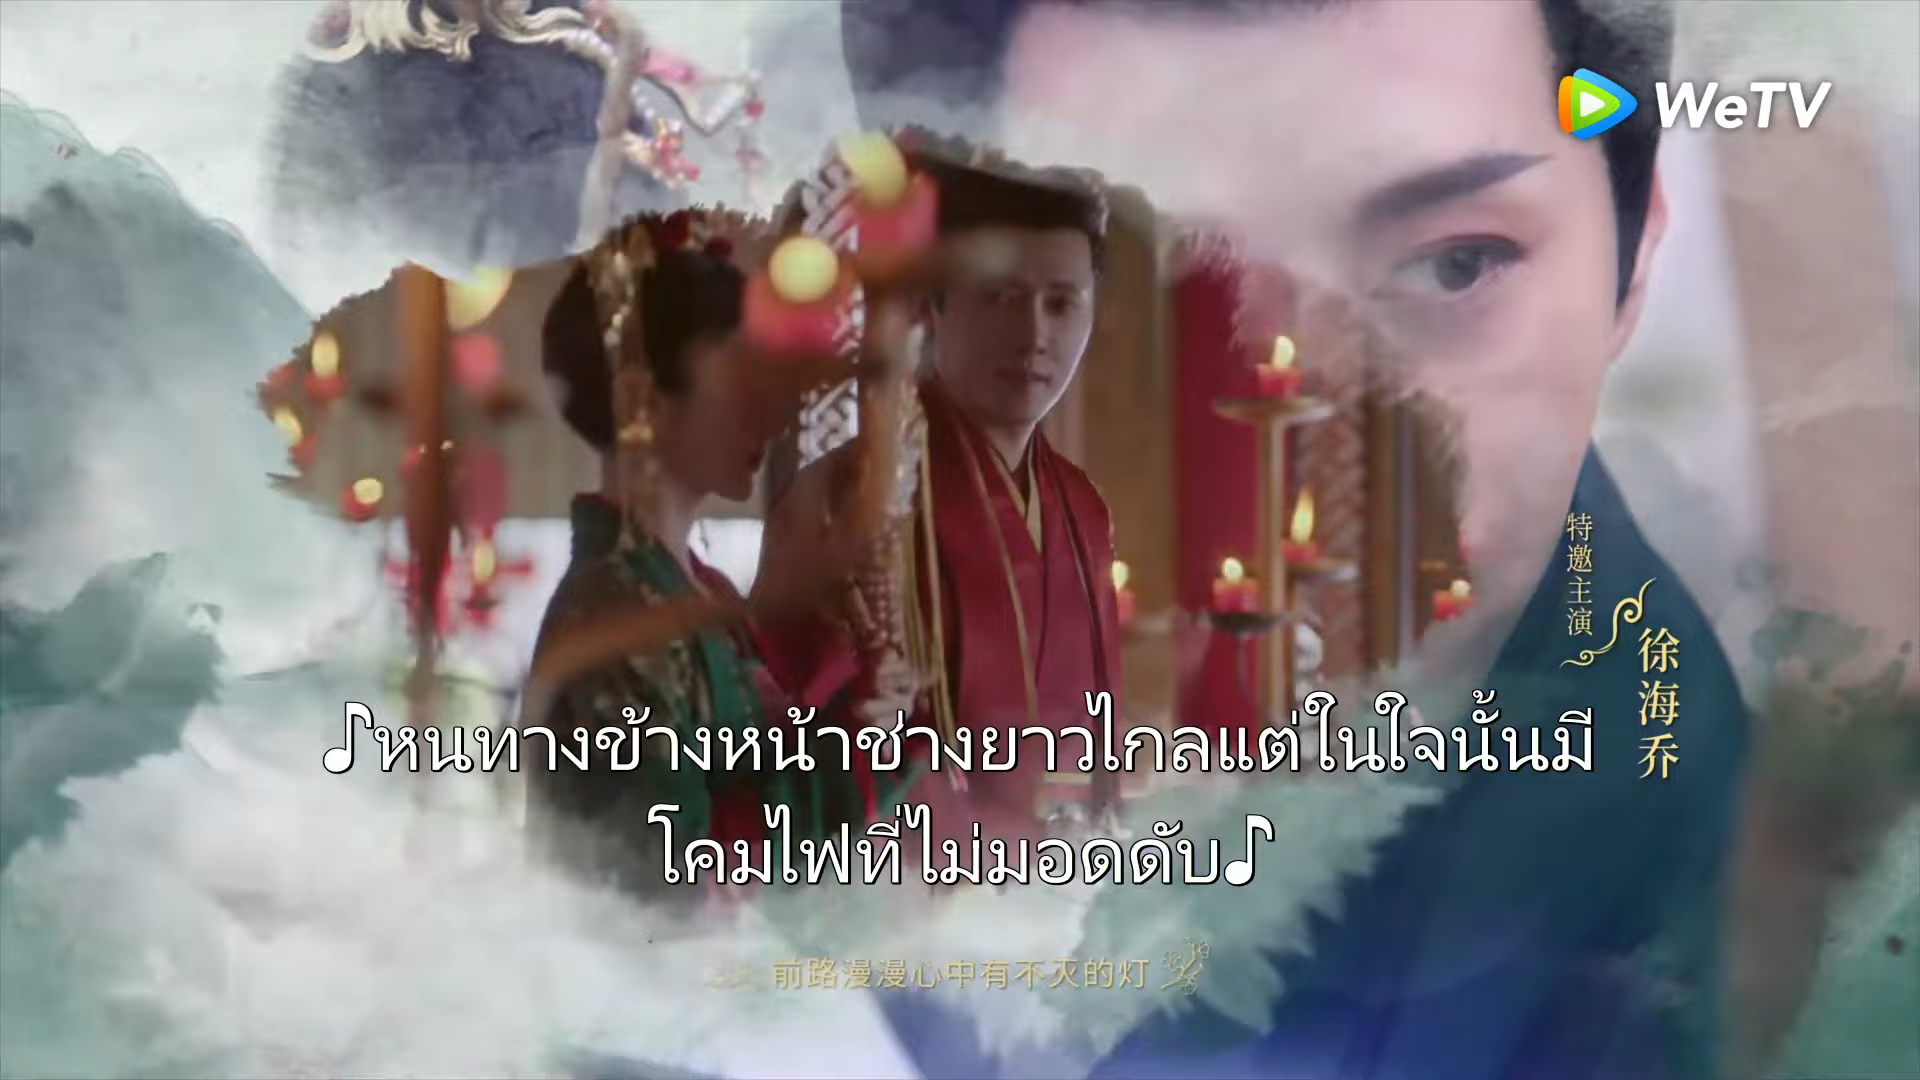 WeTV
特邀主演
徐海乔
♪หนทางข้างหน้าช่างยาวไกลแต่ในใจนั้นมี
โคมไฟที่ไม่มอดดับ♪
前路漫漫心中有不灭的灯